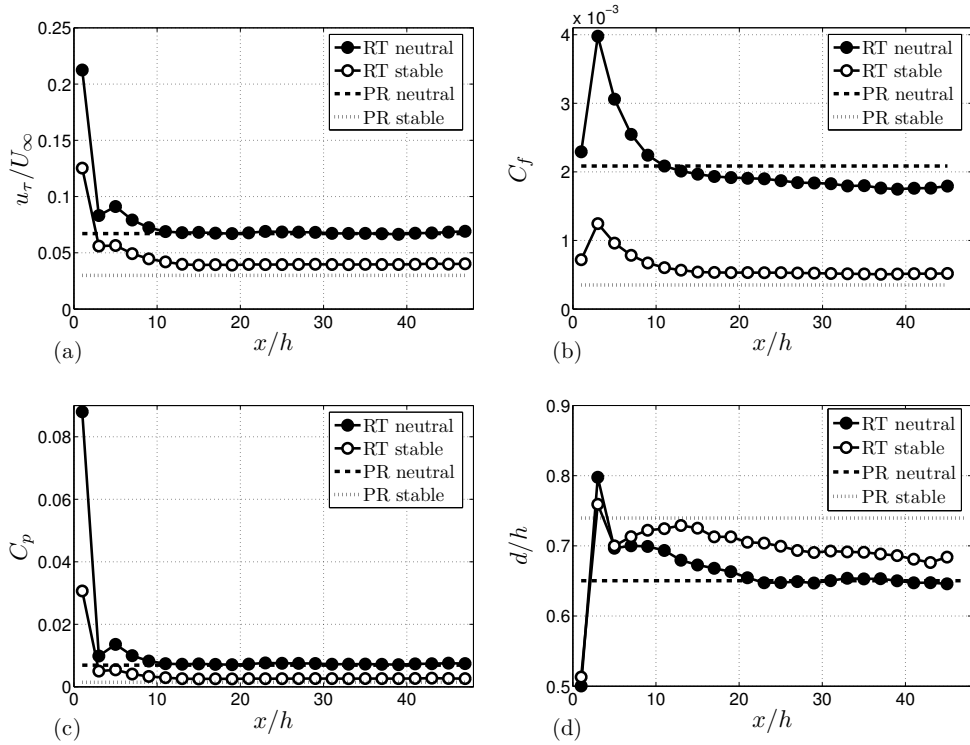 0.25
0.2
0.15
0.1
0.05
0
u_τ/U_∞
RT neutral
RT stable
PR neutral
PR stable
0 10 20 30 40
x/h
(a)
x 10⁻³
4
3
2
1
0
C_f
RT neutral
RT stable
PR neutral
PR stable
0 10 20 30 40
x/h
(b)
0.08
0.06
0.04
0.02
0
C_p
RT neutral
RT stable
PR neutral
PR stable
0 10 20 30 40
x/h
(c)
0.9
0.8
0.7
0.6
0.5
d/h
RT neutral
RT stable
PR neutral
PR stable
0 10 20 30 40
x/h
(d)